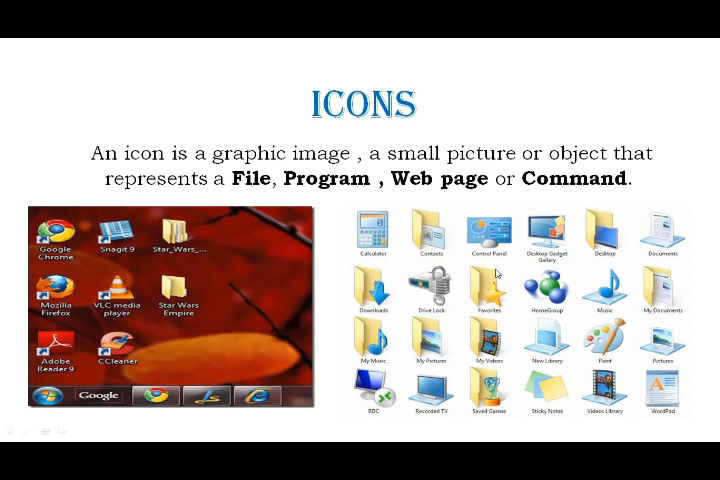 ICONS
An icon is a graphic image , a small picture or object that
represents a File, Program , Web page or Command.
Google Chrome
Snagit 9
Star_Wars_...
Mozilla Firefox
VLC media player
Star Wars Empire
Adobe Reader 9
CCleaner
Google
Calculator
Contacts
Control Panel
Desktop Gadget Gallery
Desktop
Documents
Downloads
Drive Lock
Favorites
HomeGroup
Music
My Documents
My Music
My Pictures
My Videos
New Library
Paint
Pictures
RDC
Recorded TV
Saved Games
Sticky Notes
Videos Library
WordPad